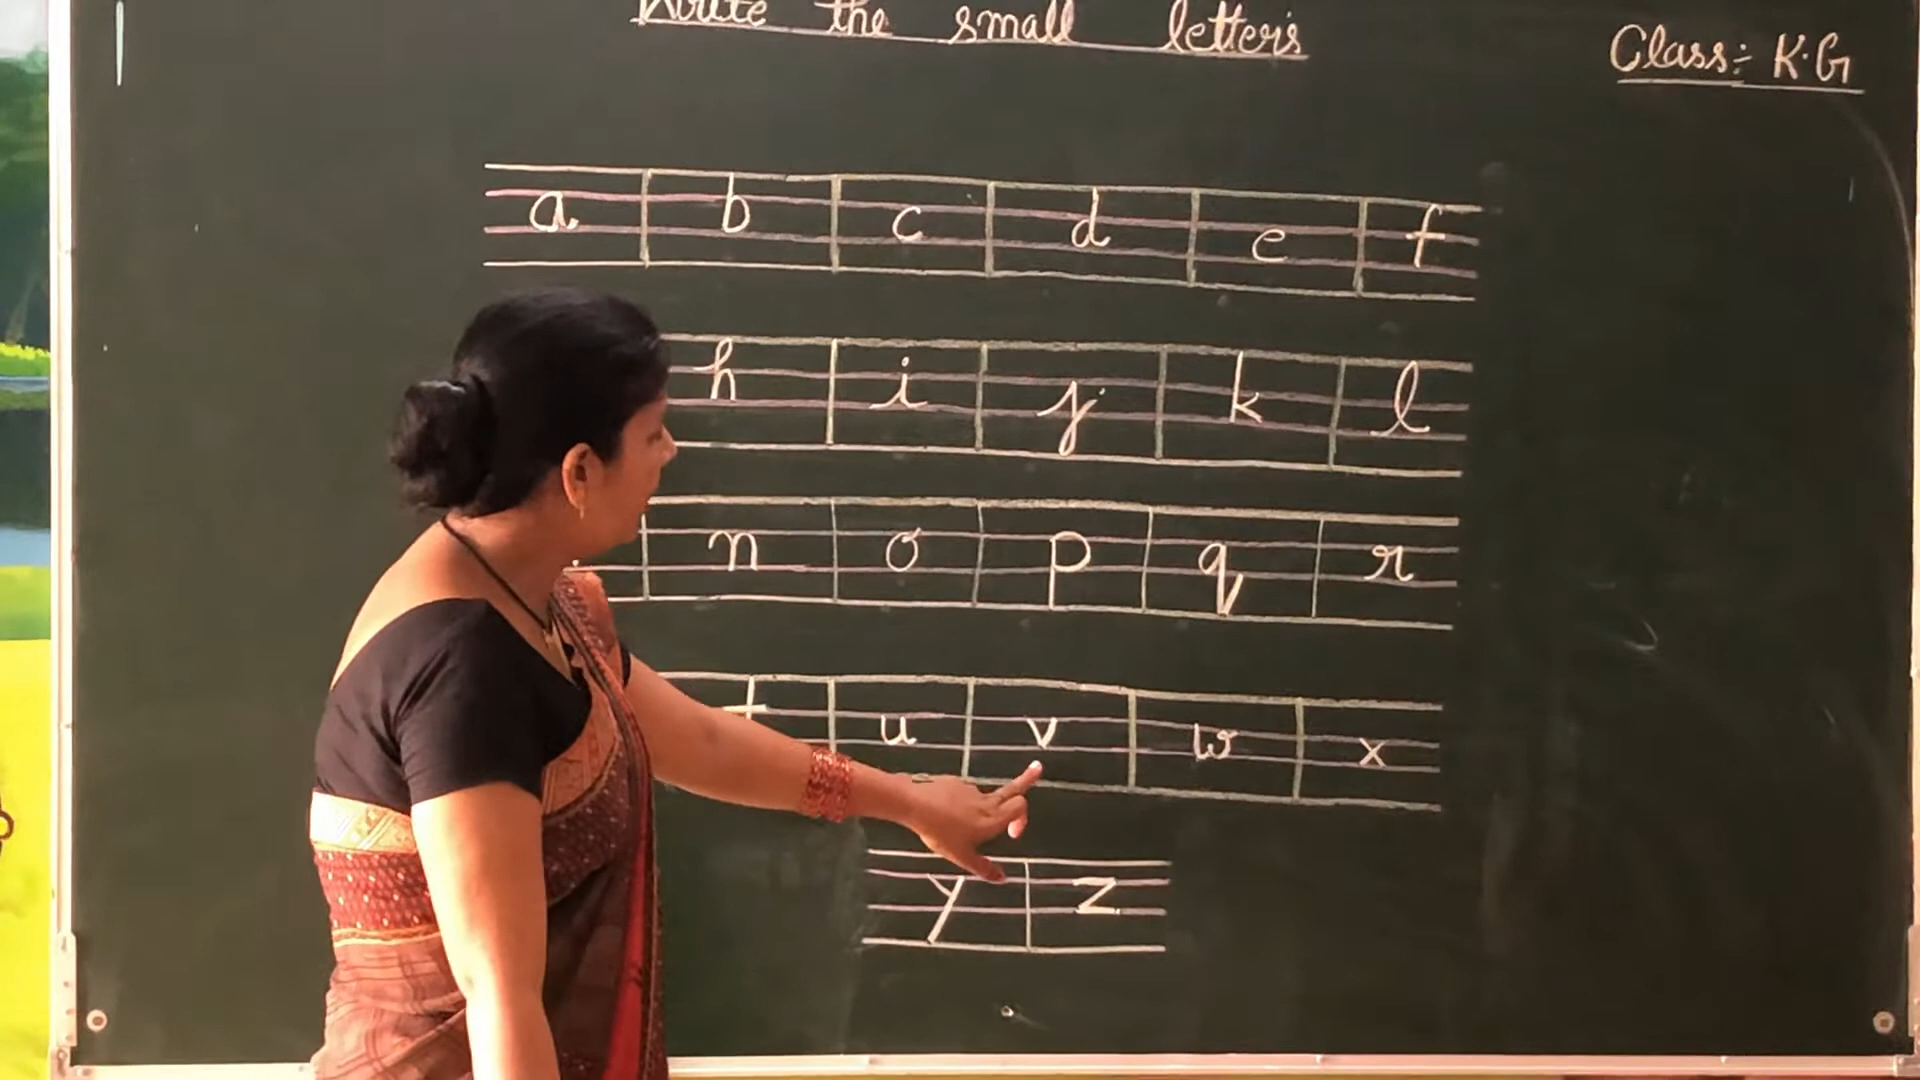 Write the small letters
Class:- K.G
a b c d e f
h i j k l
n o p q r
t u v w x
y z